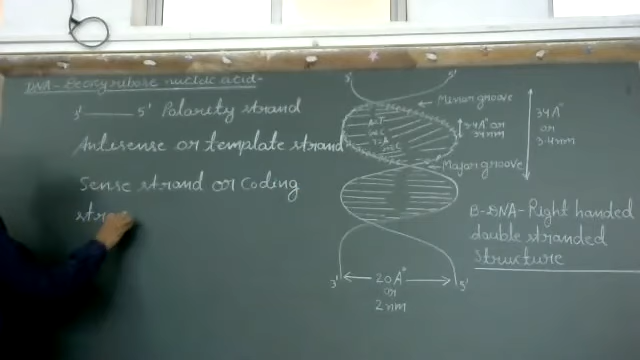 DNA-Deoxyribose nucleic acid-
3' 5' Polarity strand
Antisense or template strand
Sense strand or Coding
stra
3' 5'
Minor groove
A=T
G≡C
T=A
3.4A° or
.34nm
34A°
or
3.4nm
Major groove
B-DNA-Right handed
double stranded
structure
3' 20A° 5'
or
2nm